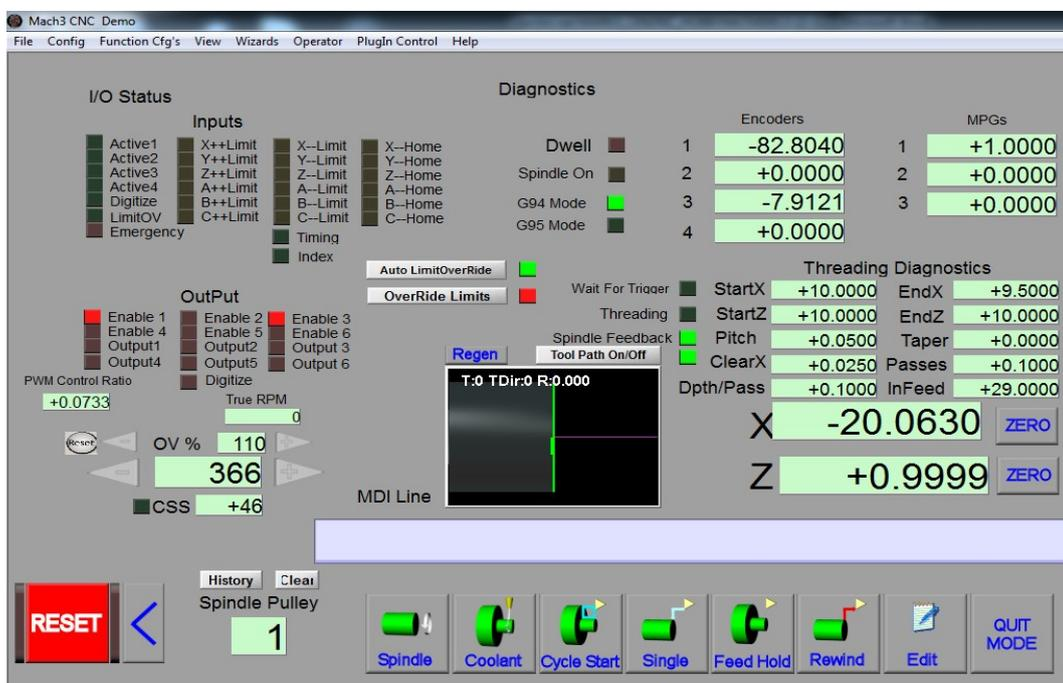 Mach3 CNC Demo
File Config Function Cfg's View Wizards Operator PlugIn Control Help
Diagnostics
I/O Status
Inputs
Active1 X++Limit X--Limit X--Home
Active2 Y++Limit Y--Limit Y--Home
Active3 Z++Limit Z--Limit Z--Home
Active4 A++Limit A--Limit A--Home
Digitize B++Limit B--Limit B--Home
LimitOV C++Limit C--Limit C--Home
Emergency
Timing
Index
Dwell
Spindle On
G94 Mode
G95 Mode
Encoders
1 -82.8040
2 +0.0000
3 -7.9121
4 +0.0000
MPGs
1 +1.0000
2 +0.0000
3 +0.0000
Auto LimitOverRide
OverRide Limits
OutPut
Enable 1 Enable 2 Enable 3
Enable 4 Enable 5 Enable 6
Output1 Output2 Output 3
Output4 Output5 Output 6
Digitize
Wait For Trigger
Threading
Spindle Feedback
Threading Diagnostics
StartX +10.0000 EndX +9.5000
StartZ +10.0000 EndZ +10.0000
Pitch +0.0500 Taper +0.0000
ClearX +0.0250 Passes +0.1000
Dpth/Pass +0.1000 InFeed +29.0000
Regen Tool Path On/Off
T:0 TDir:0 R:0.000
PWM Control Ratio
+0.0733
True RPM
0
Reset
OV % 110
366
CSS +46
X -20.0630 ZERO
Z +0.9999 ZERO
MDI Line
History Clear
Spindle Pulley
1
RESET
Spindle Coolant Cycle Start Single Feed Hold Rewind Edit
QUIT
MODE